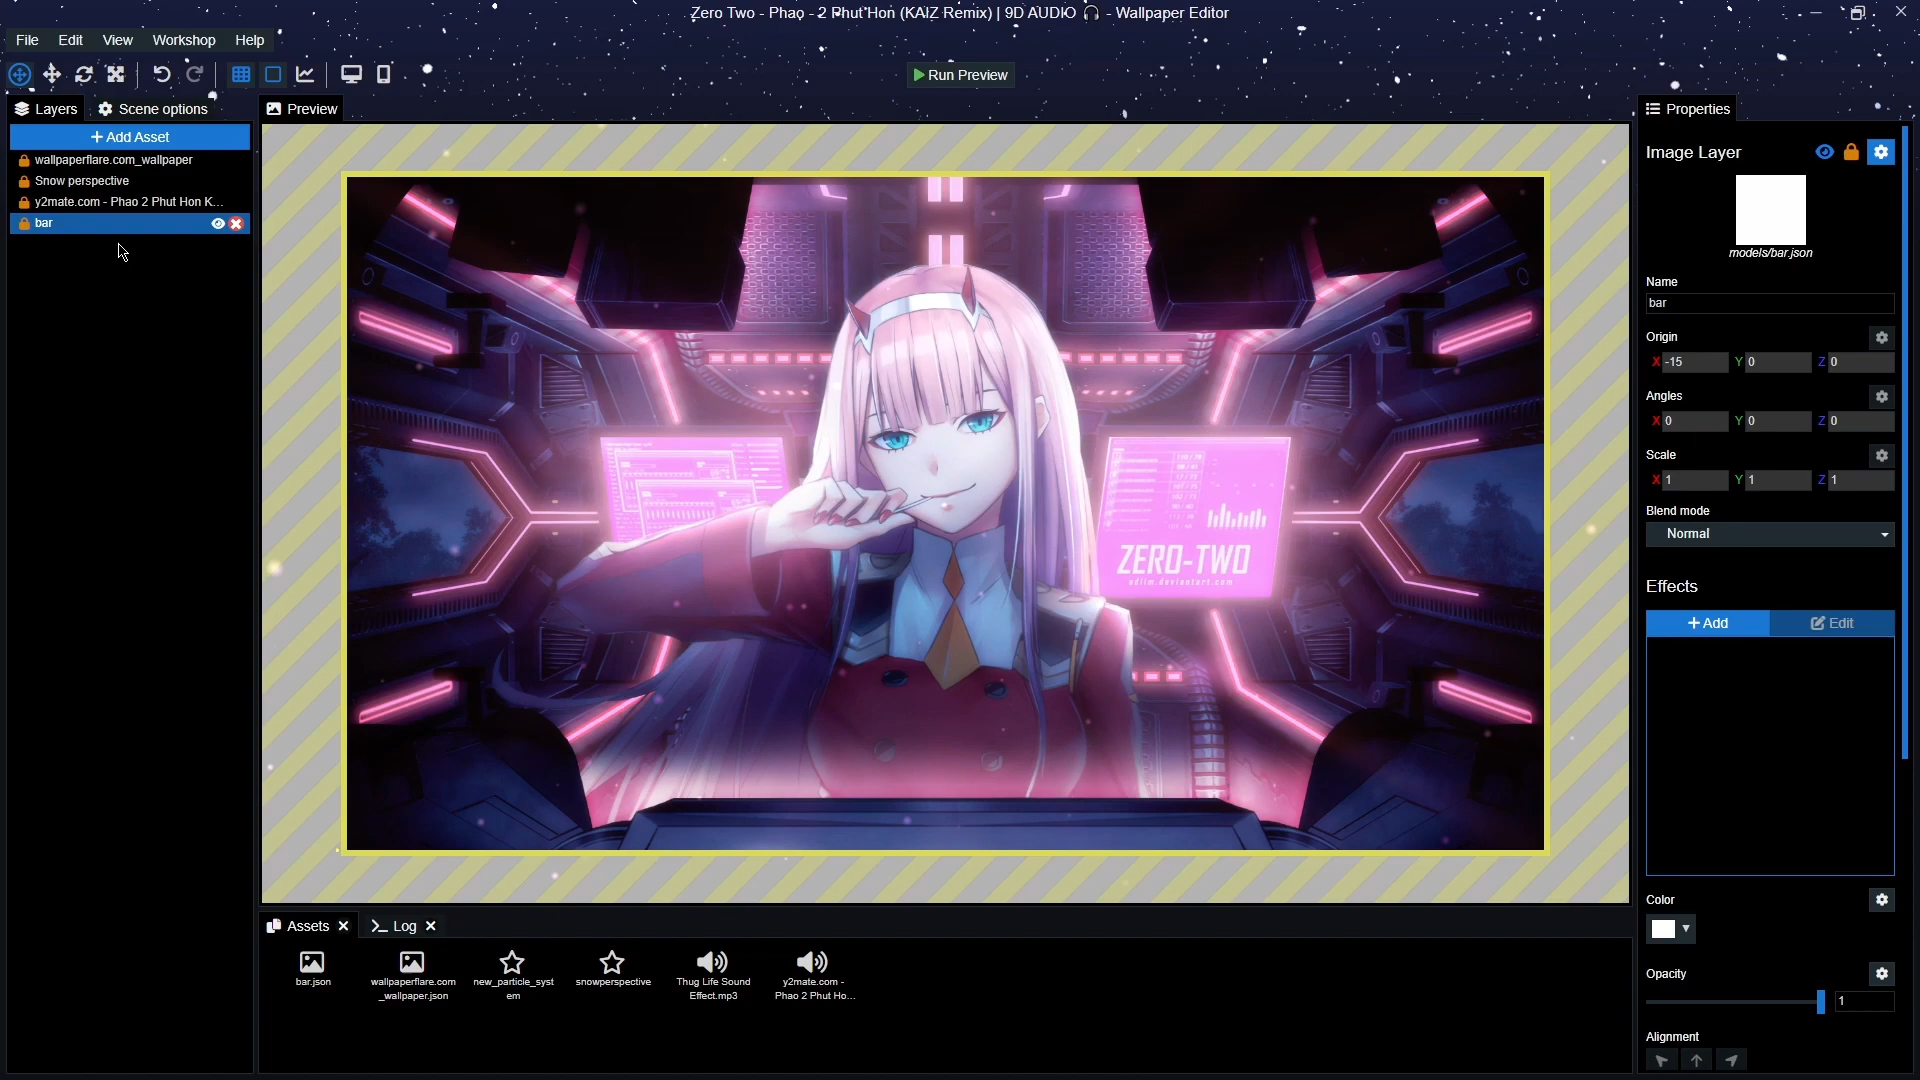 Zero Two - Phao - 2 Phut Hon (KAIZ Remix) | 9D AUDIO 🎧 - Wallpaper Editor
File Edit View Workshop Help
Run Preview
Layers Scene options
Preview
Properties
+ Add Asset
wallpaperflare.com_wallpaper
Snow perspective
y2mate.com - Phao 2 Phut Hon K...
bar
ZERO-TWO
Image Layer
models/bar.json
Name
bar
Origin
X -15 Y 0 Z 0
Angles
X 0 Y 0 Z 0
Scale
X 1 Y 1 Z 1
Blend mode
Normal
Effects
+ Add Edit
Color
Opacity
1
Alignment
Assets Log
bar.json
wallpaperflare.com
_wallpaper.json
new_particle_syst
em
snowperspective
Thug Life Sound
Effect.mp3
y2mate.com -
Phao 2 Phut Ho...